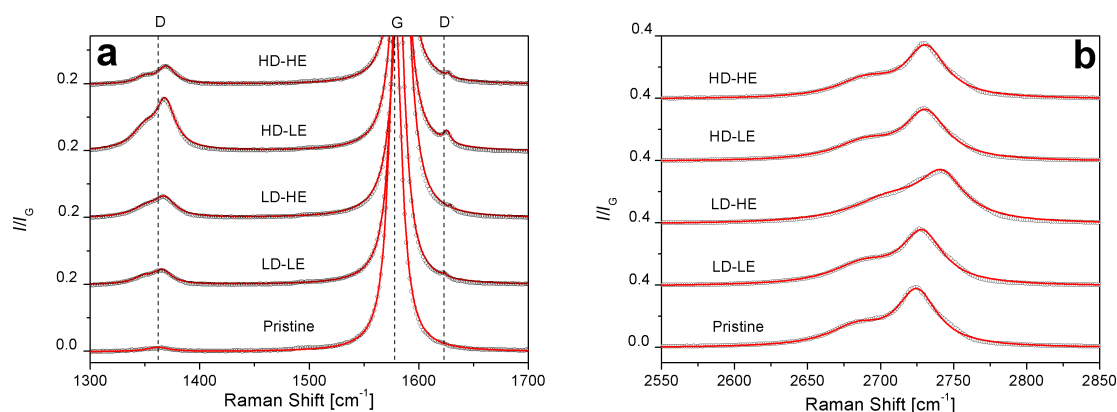 D G D`
a
HD-HE
0.2
HD-LE
0.2
LD-HE
0.2
LD-LE
0.2
Pristine
0.0
I/IG
1300 1400 1500 1600 1700
Raman Shift [cm-1]
b
0.4
HD-HE
0.4
HD-LE
0.4
LD-HE
0.4
LD-LE
0.4
Pristine
0.0
I/IG
2550 2600 2650 2700 2750 2800 2850
Raman Shift [cm-1]